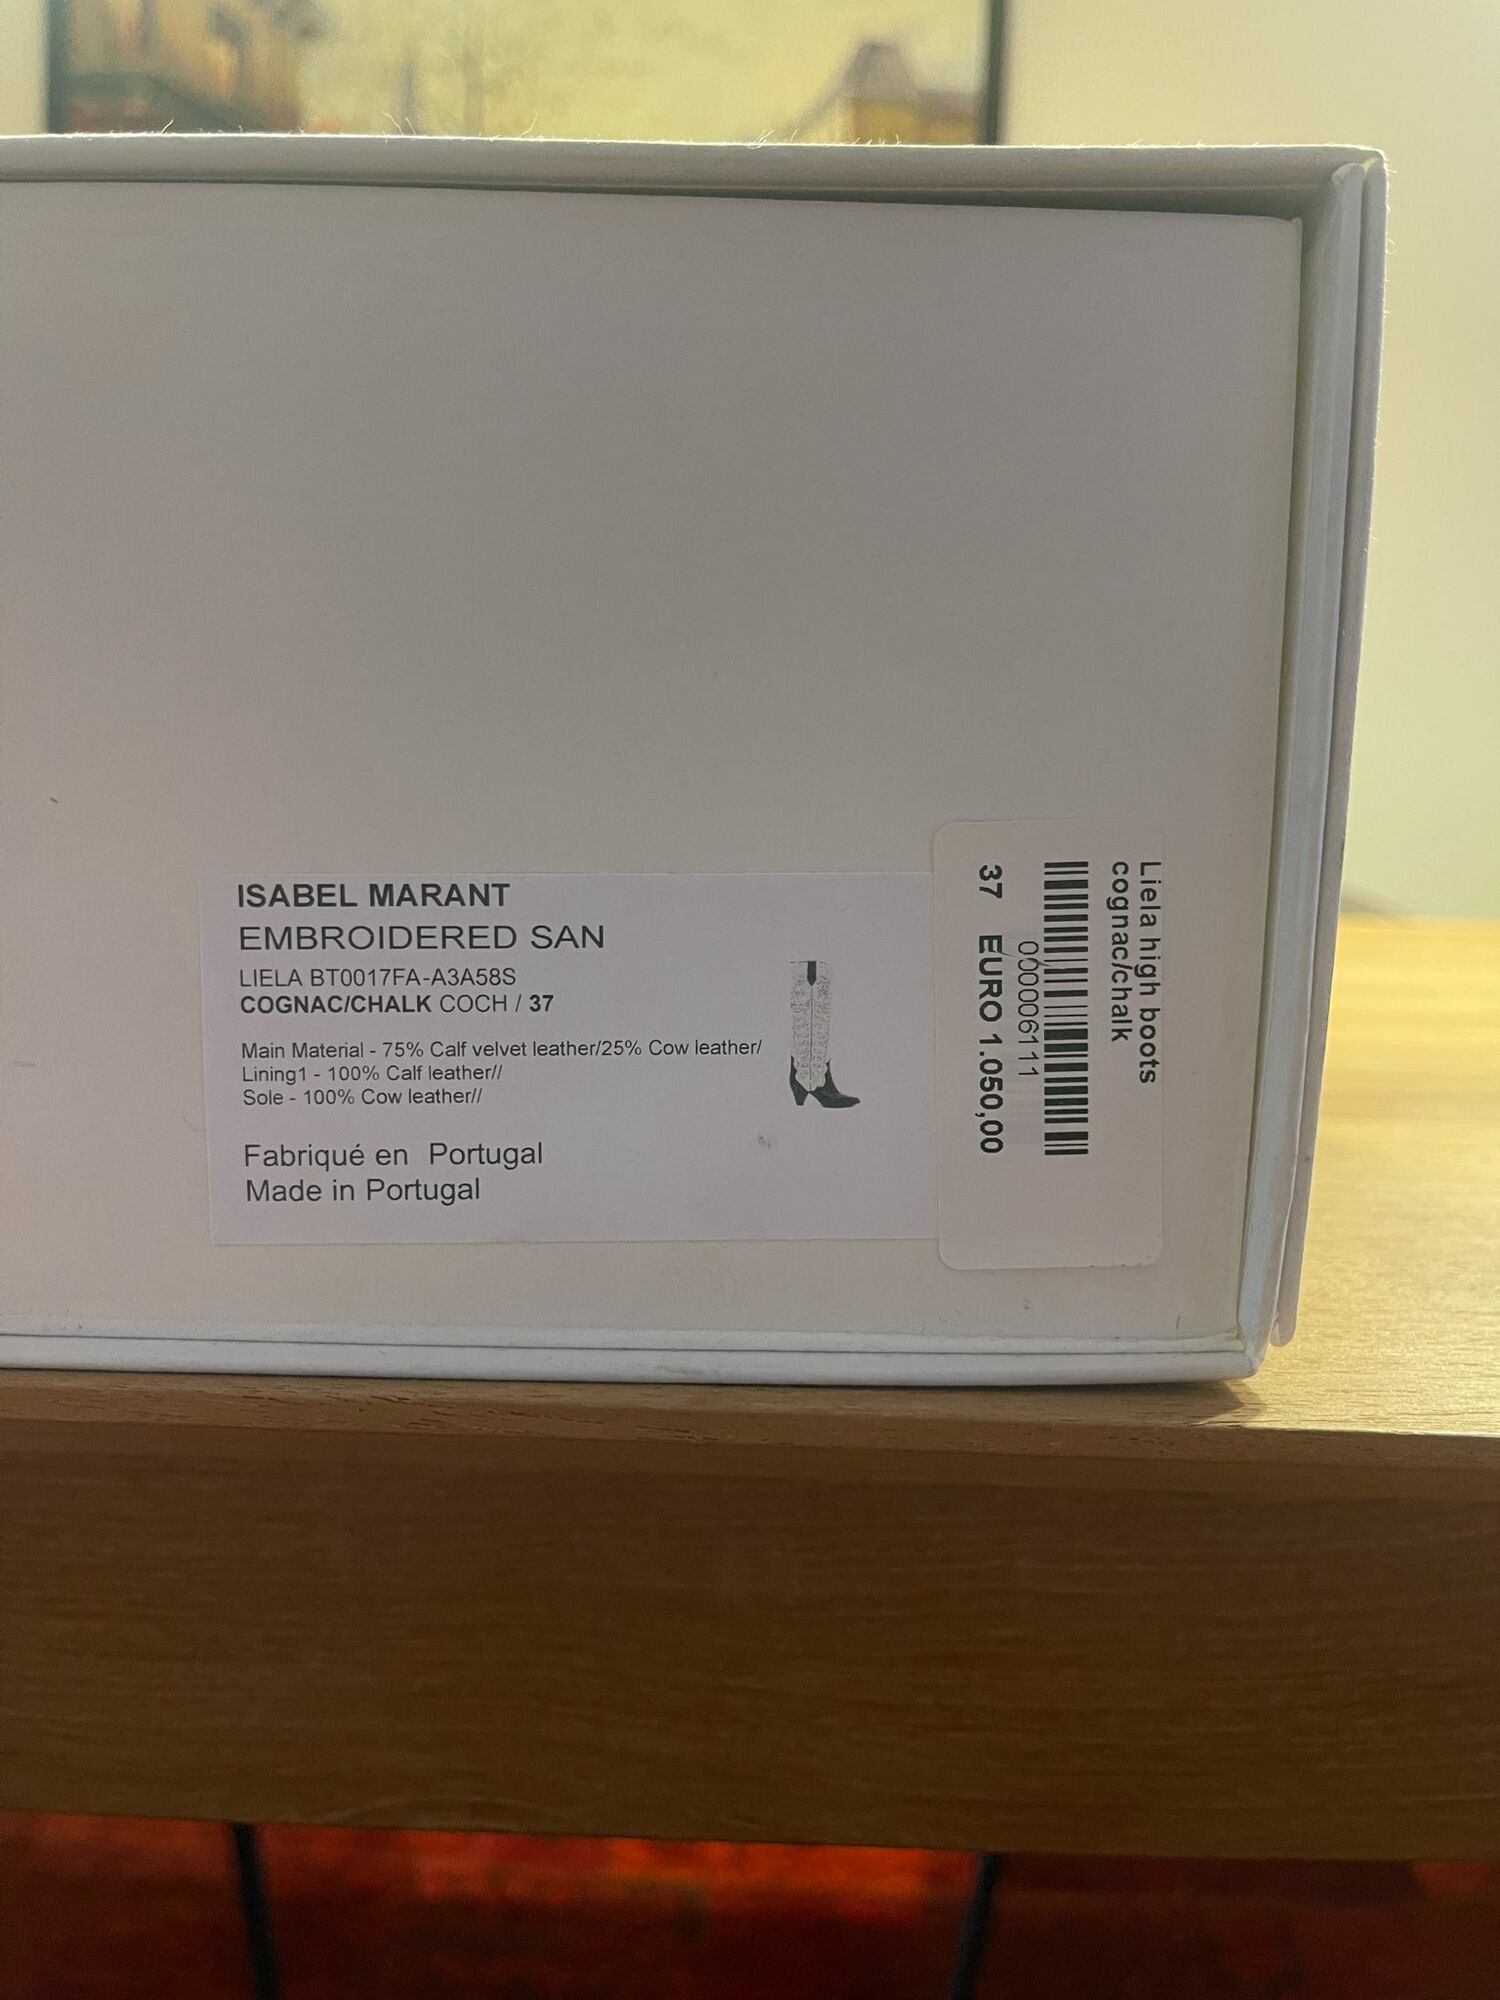 ISABEL MARANT
EMBROIDERED SAN
LIELA BT0017FA-A3A58S
COGNAC/CHALK COCH / 37
Main Material - 75% Calf velvet leather/25% Cow leather/
Lining1 - 100% Calf leather//
Sole - 100% Cow leather//
Fabriqué en Portugal
Made in Portugal
Liela high boots
cognac/chalk
000006111
37 EURO 1.050,00